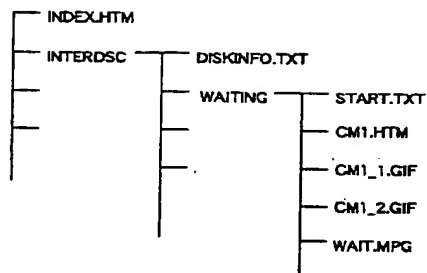 INDEX.HTM
INTERDSC DISKINFO.TXT
WAITING START.TXT
CM1.HTM
CM1_1.GIF
CM1_2.GIF
WAIT.MPG